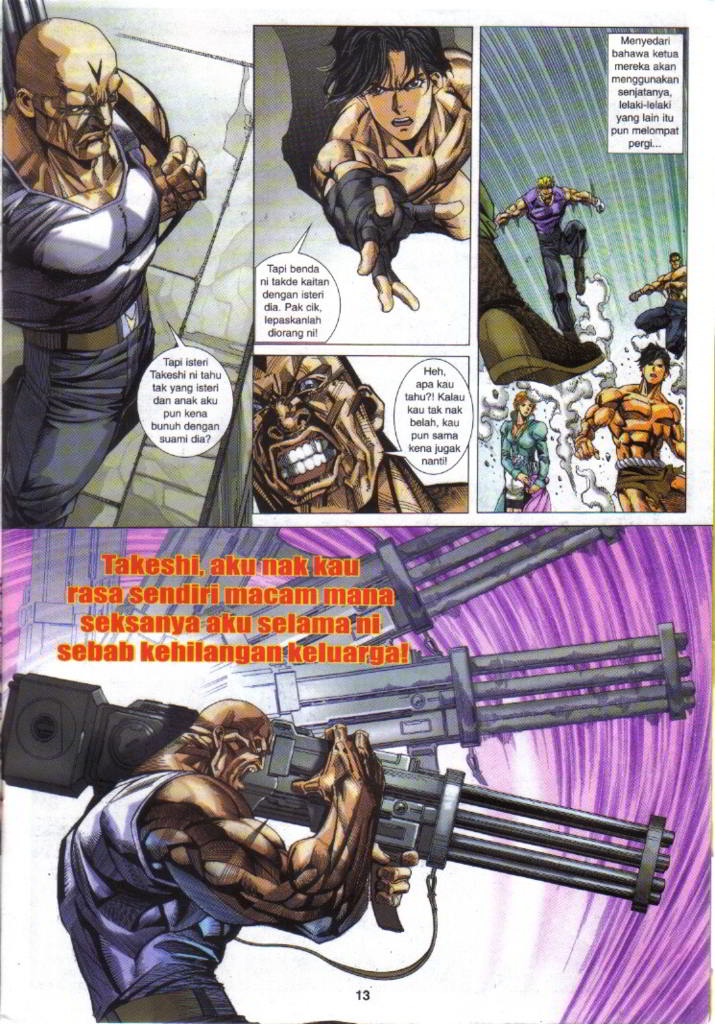 Tapi isteri
Takeshi ni tahu
tak yang isteri
dan anak aku
pun kena
bunuh dengan
suami dia?
Tapi benda
ni takde kaitan
dengan isteri
dia. Pak cik,
lepaskanlah
diorang ni!
Heh,
apa kau
tahu?! Kalau
kau tak nak
belah, kau
pun sama
kena jugak
nanti!
Menyedari
bahawa ketua
mereka akan
menggunakan
senjatanya,
lelaki-lelaki
yang lain itu
pun melompat
pergi...
Takeshi, aku nak kau
rasa sendiri macam mana
seksanya aku selama ni
sebab kehilangan keluarga!
13